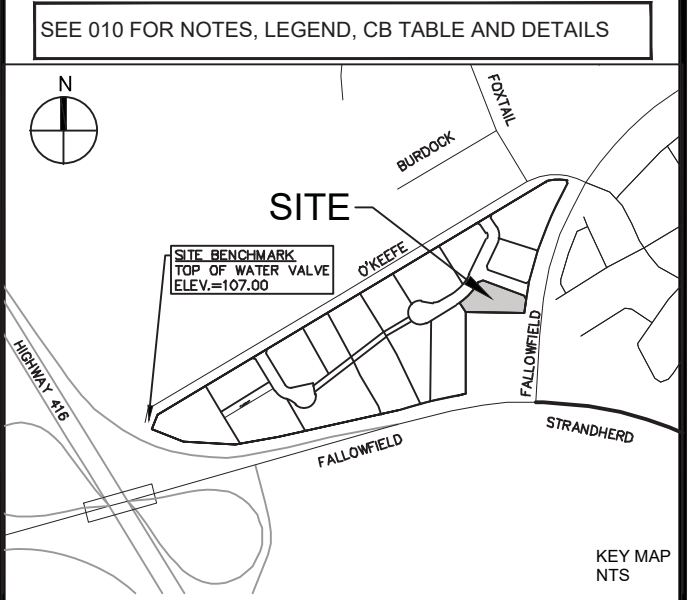 SEE 010 FOR NOTES, LEGEND, CB TABLE AND DETAILS
N
FOXTAIL
BURDOCK
SITE
O'KEEFE
SITE BENCHMARK
TOP OF WATER VALVE
ELEV.=107.00
FALLOWFIELD
HIGHWAY 416
STRANDHERD
FALLOWFIELD
KEY MAP
NTS